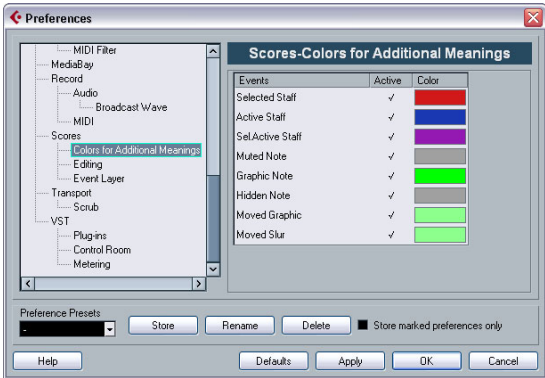 Preferences
MIDI Filter
MediaBay
Record
Audio
Broadcast Wave
MIDI
Scores
Colors for Additional Meanings
Editing
Event Layer
Transport
Scrub
VST
Plug-ins
Control Room
Metering
Scores-Colors for Additional Meanings
Events Active Color
Selected Staff
Active Staff
Sel.Active Staff
Muted Note
Graphic Note
Hidden Note
Moved Graphic
Moved Slur
Preference Presets
-
Store Rename Delete Store marked preferences only
Help Defaults Apply OK Cancel